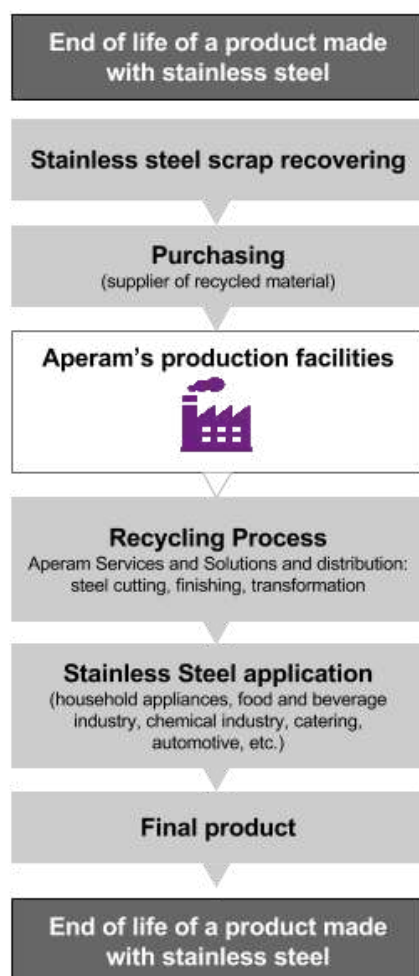 End of life of a product made
with stainless steel
Stainless steel scrap recovering
Purchasing
(supplier of recycled material)
Aperam's production facilities
Recycling Process
Aperam Services and Solutions and distribution:
steel cutting, finishing, transformation
Stainless Steel application
(household appliances, food and beverage
industry, chemical industry, catering,
automotive, etc.)
Final product
End of life of a product made
with stainless steel